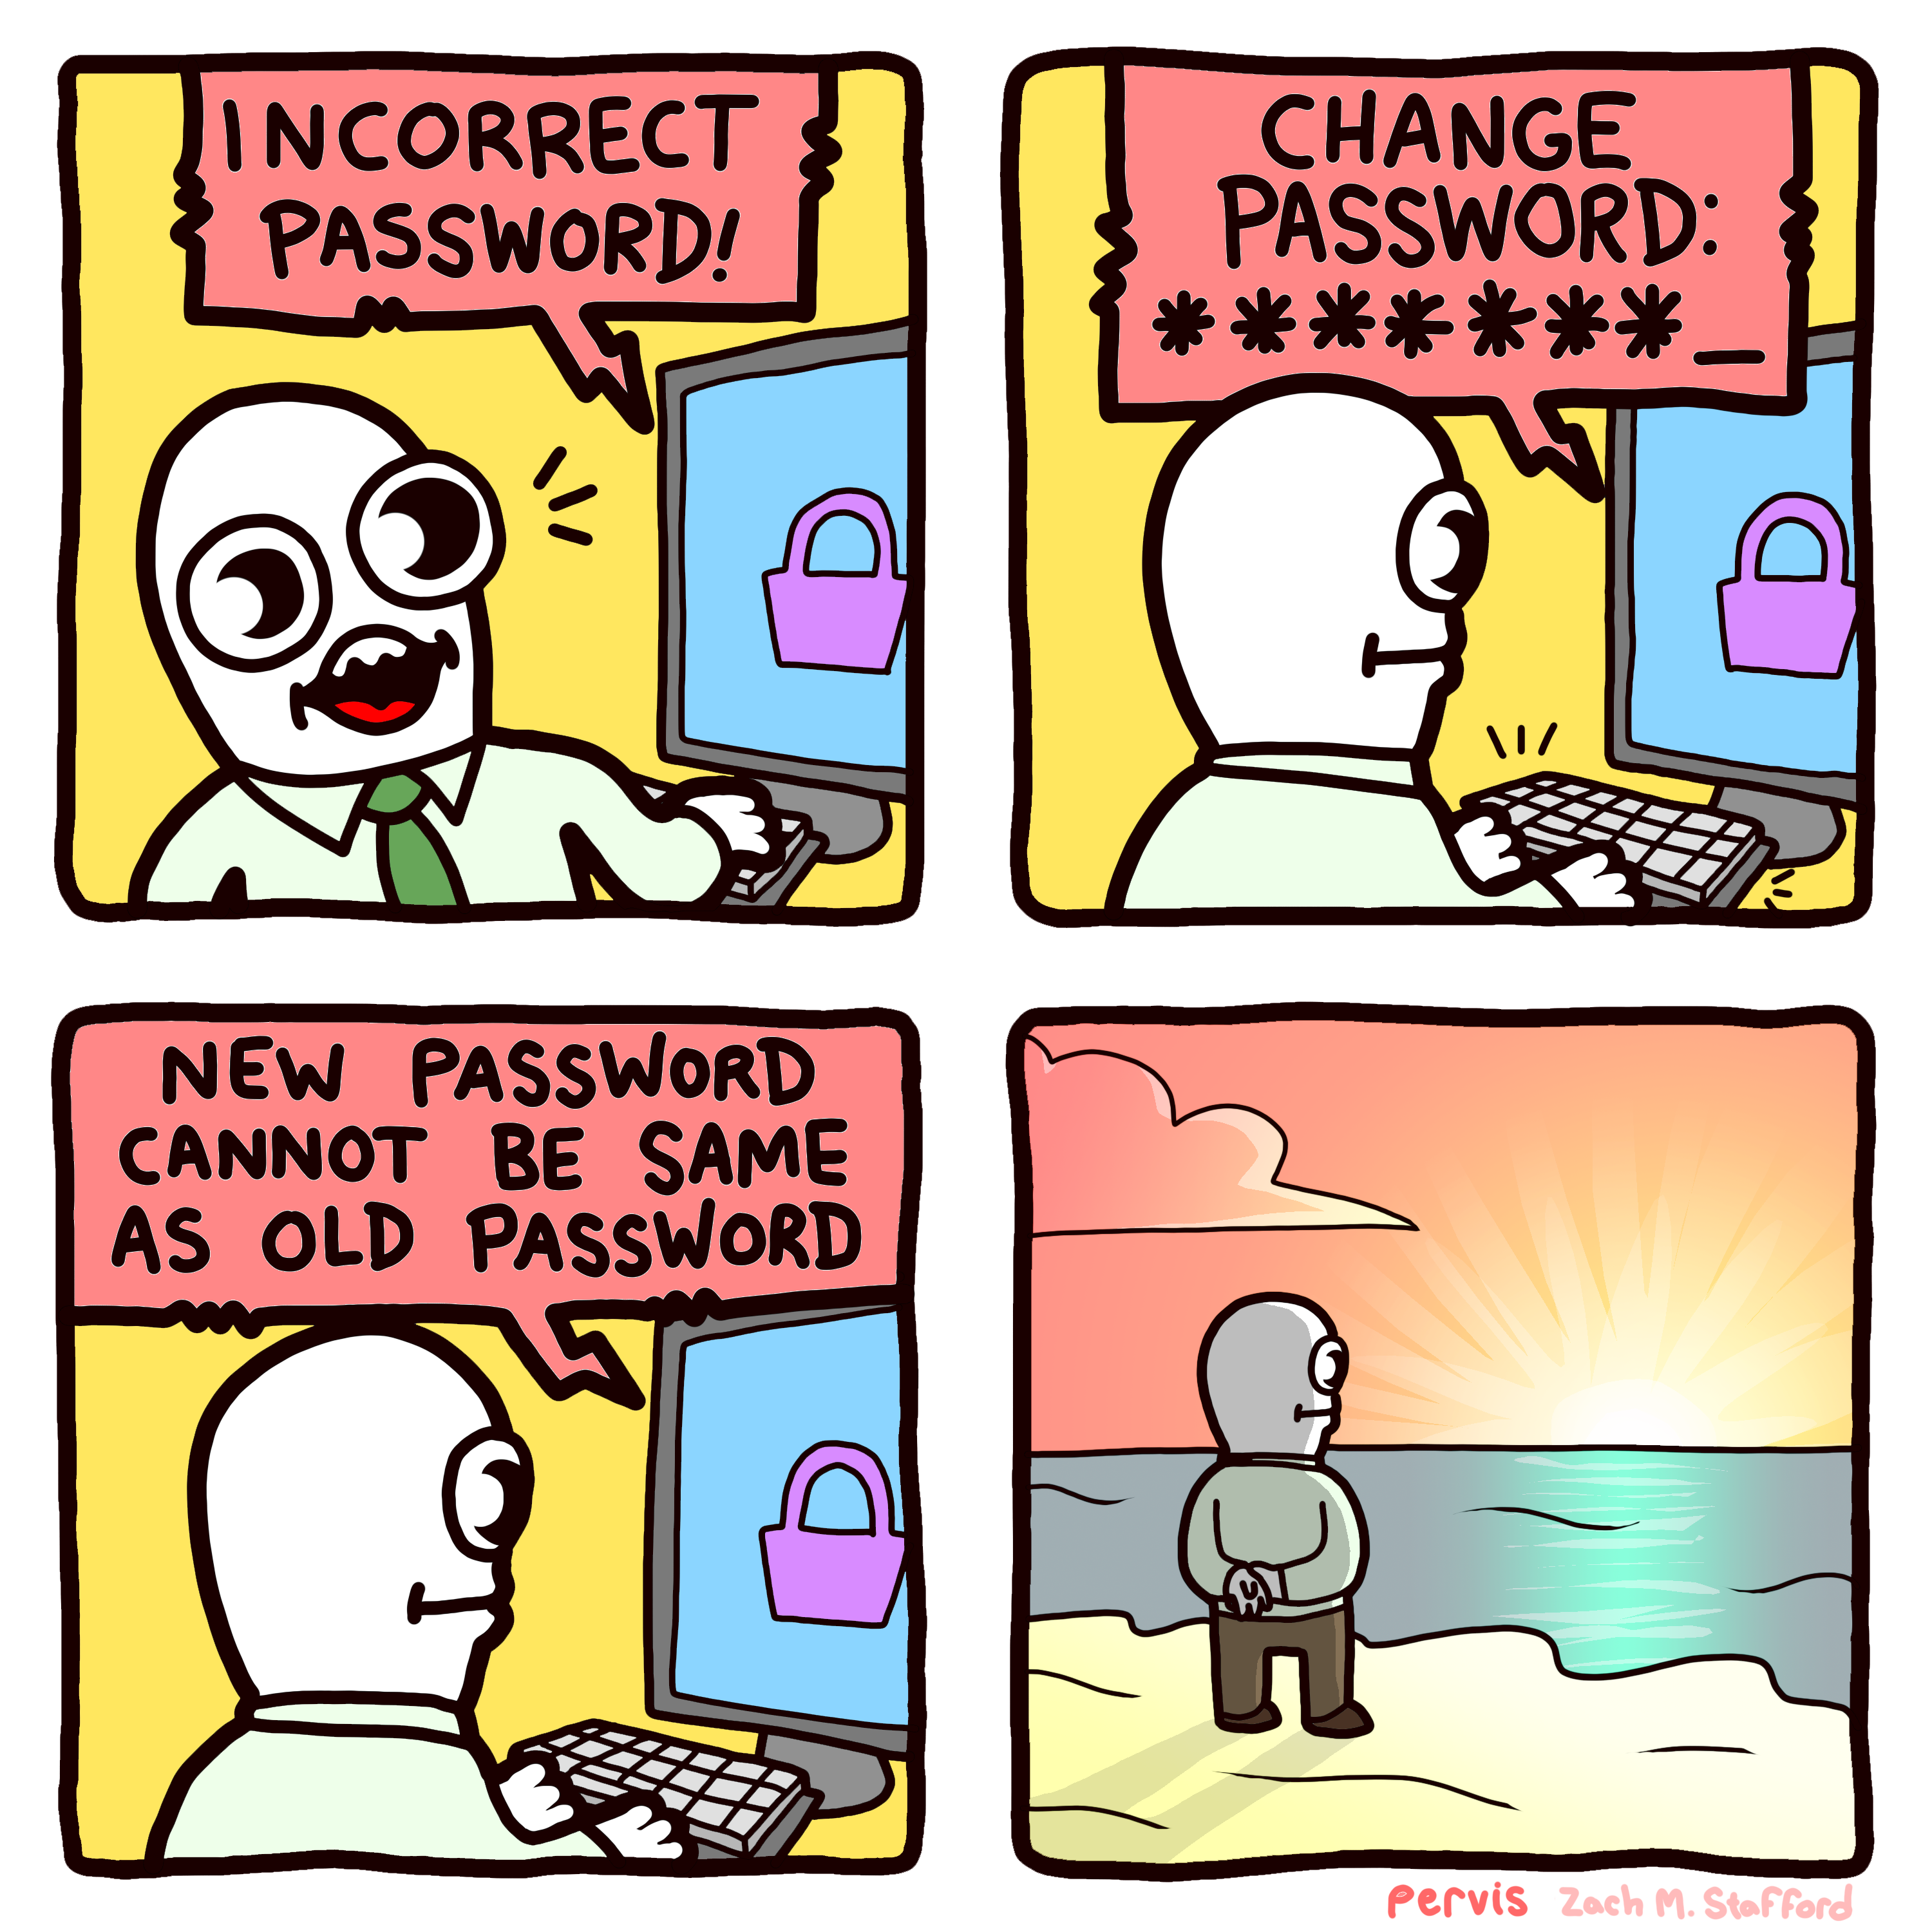 INCORRECT
PASSWORD!
CHANGE
PASSWORD:
******* _
NEW PASSWORD
CANNOT BE SAME
AS OLD PASSWORD
Pervis Zach M. Stafford